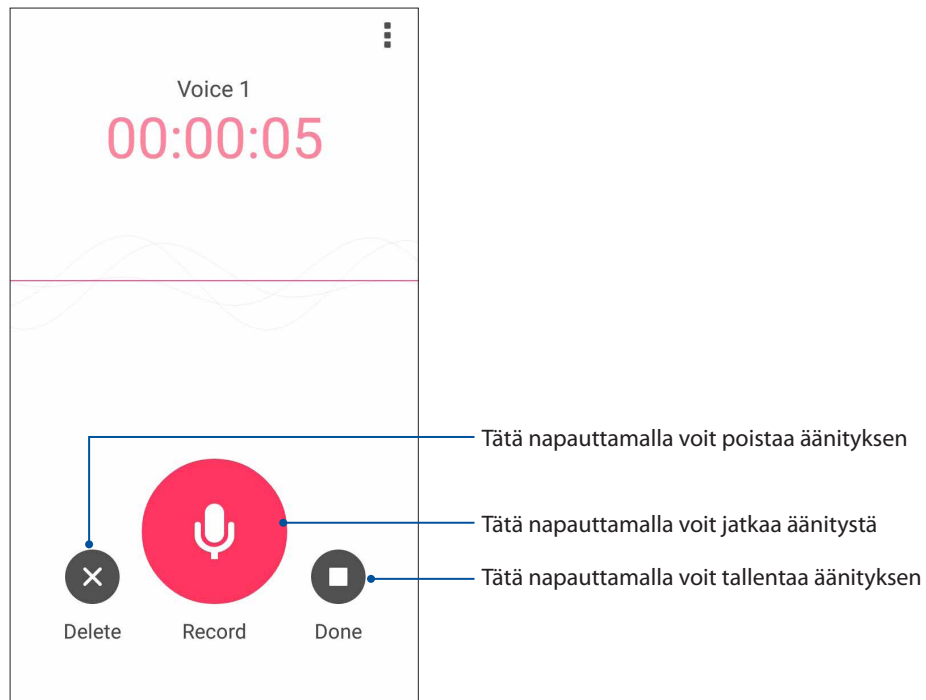 Voice 1
00:00:05
Tätä napauttamalla voit poistaa äänityksen
Tätä napauttamalla voit jatkaa äänitystä
Tätä napauttamalla voit tallentaa äänityksen
Delete Record Done